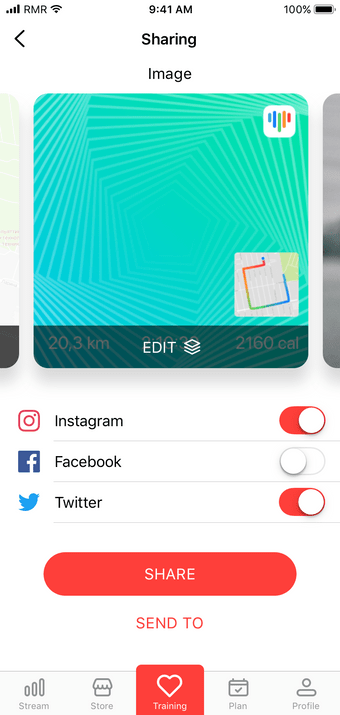 RMR 9:41 AM 100%
Sharing
Image
20,3 km EDIT 2160 cal
Instagram
Facebook
Twitter
SHARE
SEND TO
Stream Store Training Plan Profile